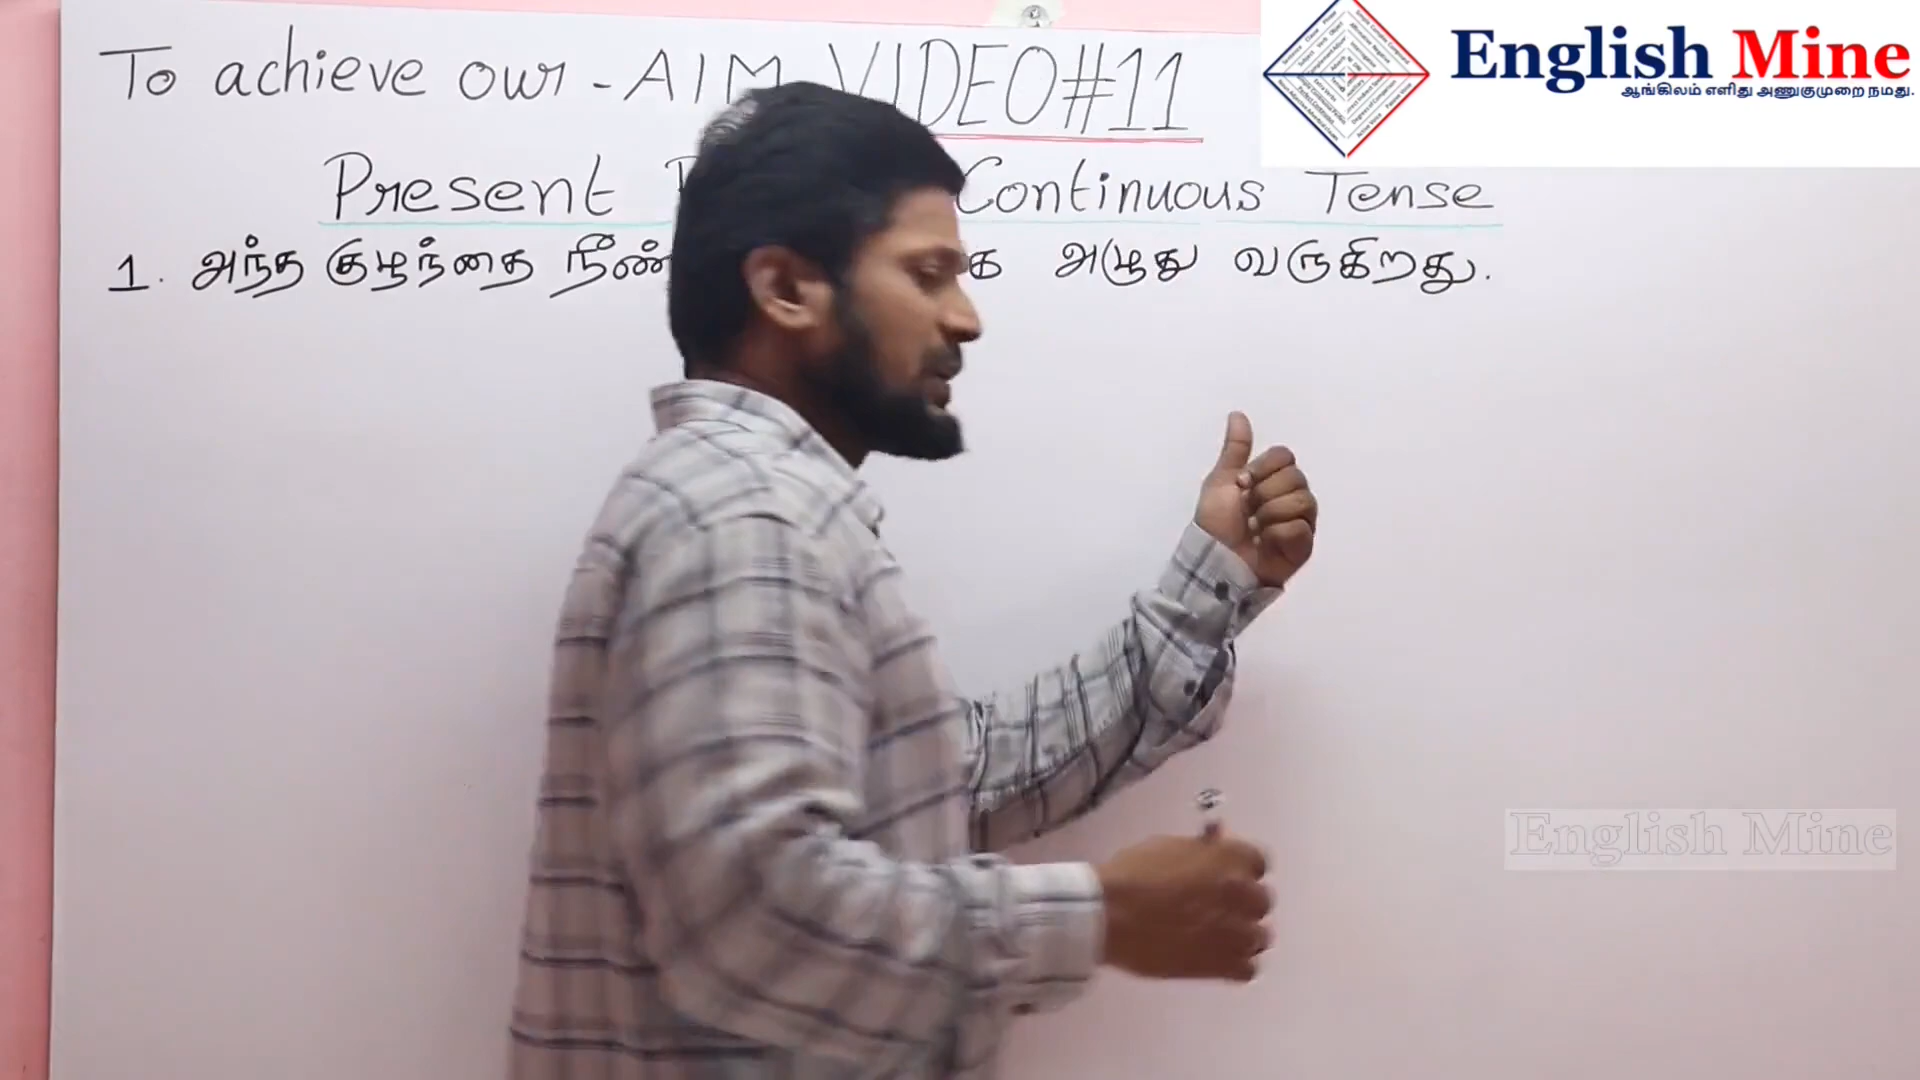 To achieve our - AIM VIDEO#11
Present Continuous Tense
1. அந்த குழந்தை அழுது வருகிறது.
English Mine
ஆங்கிலம் எளிது அணுகுமுறை நமது.
English Mine